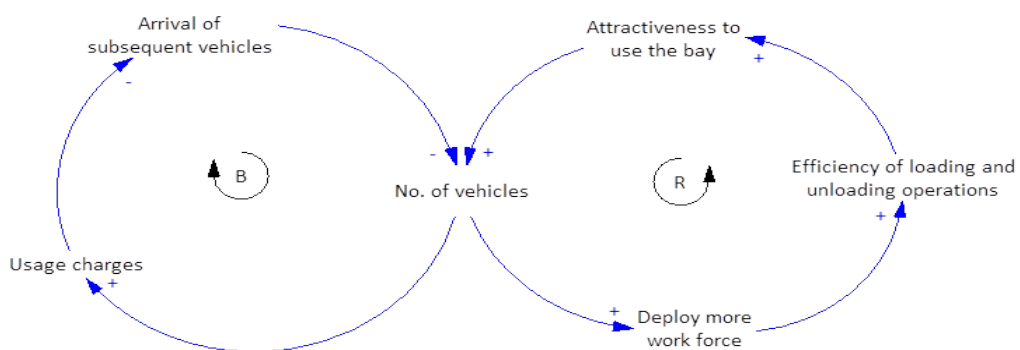 Arrival of
subsequent vehicles
-
Usage charges
+
B
-
+
No. of vehicles
Attractiveness to
use the bay
+
R
Efficiency of loading and
unloading operations
+
+
Deploy more
work force